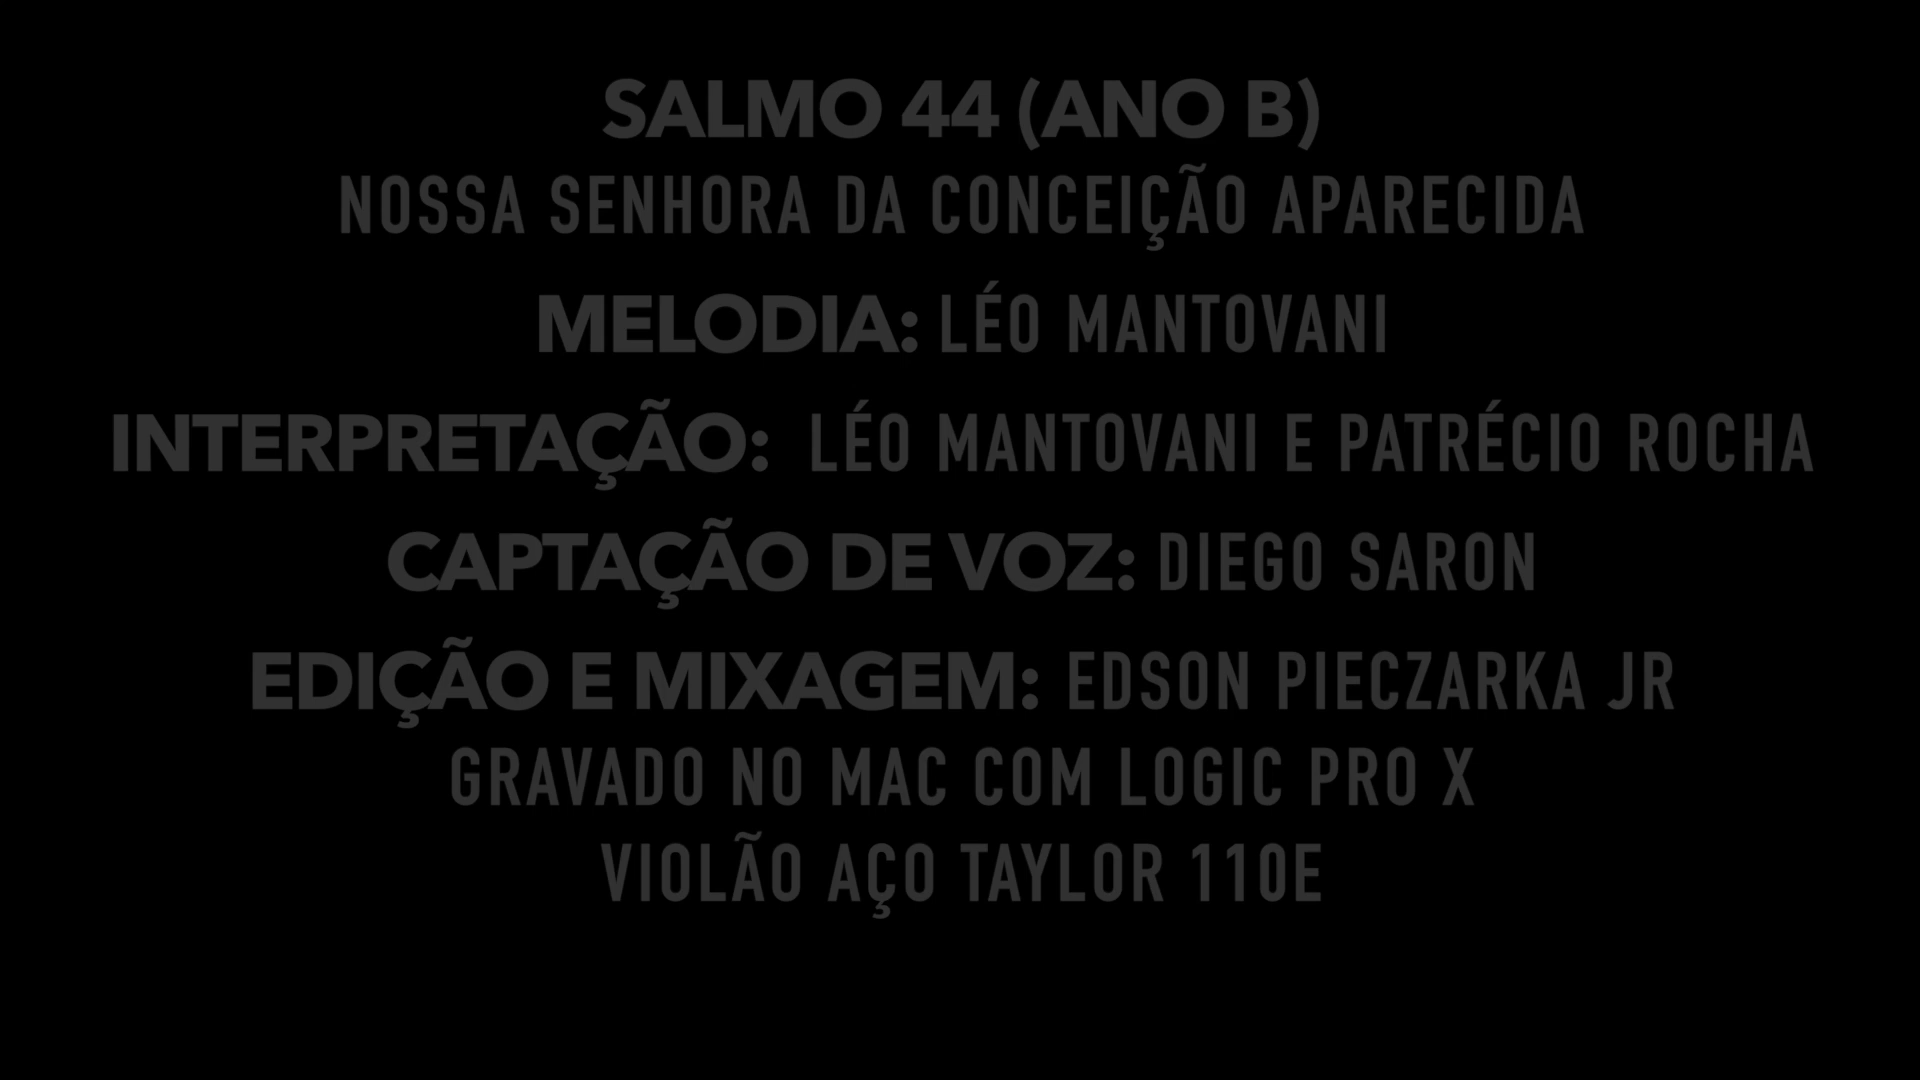 SALMO 44 (ANO B)
NOSSA SENHORA DA CONCEIÇÃO APARECIDA
MELODIA: LÉO MANTOVANI
INTERPRETAÇÃO: LÉO MANTOVANI E PATRÉCIO ROCHA
CAPTAÇÃO DE VOZ: DIEGO SARON
EDIÇÃO E MIXAGEM: EDSON PIECZARKA JR
GRAVADO NO MAC COM LOGIC PRO X
VIOLÃO AÇO TAYLOR 110E